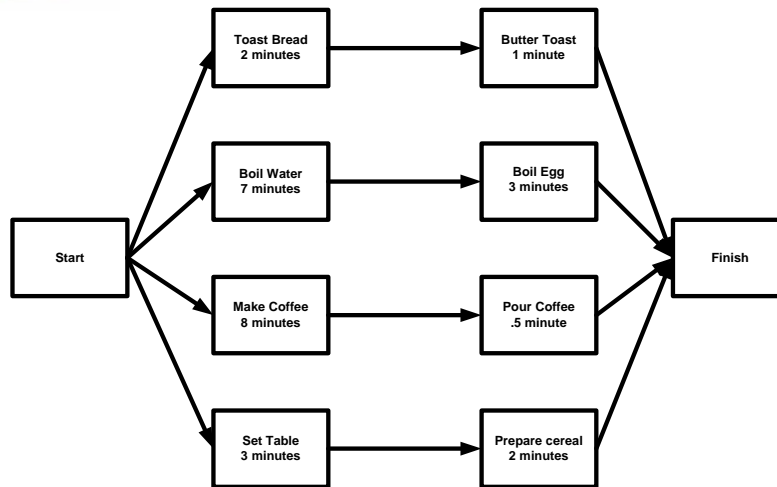 Toast Bread
2 minutes
Butter Toast
1 minute
Boil Water
7 minutes
Boil Egg
3 minutes
Start
Finish
Make Coffee
8 minutes
Pour Coffee
.5 minute
Set Table
3 minutes
Prepare cereal
2 minutes